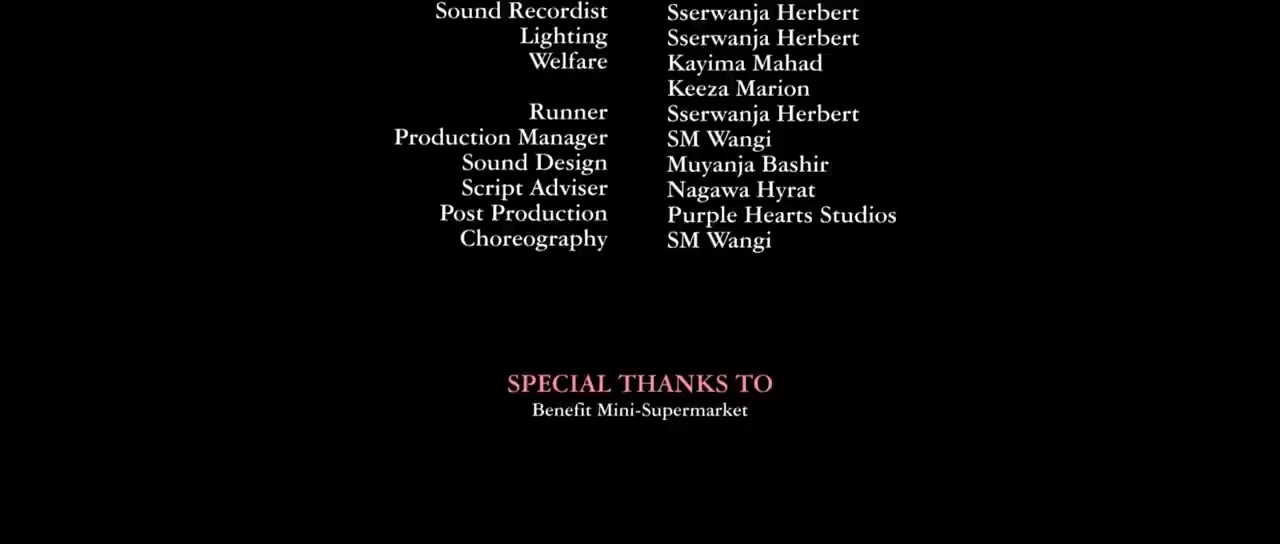 Sound Recordist Sserwanja Herbert
Lighting Sserwanja Herbert
Welfare Kayima Mahad
Keeza Marion
Runner Sserwanja Herbert
Production Manager SM Wangi
Sound Design Muyanja Bashir
Script Adviser Nagawa Hyrat
Post Production Purple Hearts Studios
Choreography SM Wangi
SPECIAL THANKS TO
Benefit Mini-Supermarket